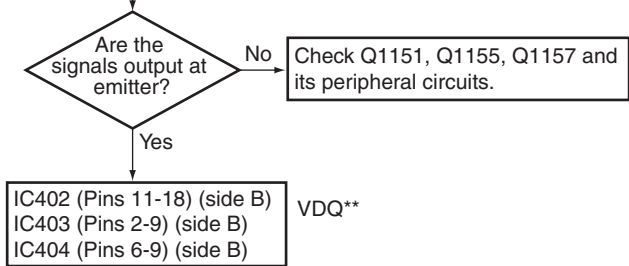 Are the
signals output at
emitter?
No
Check Q1151, Q1155, Q1157 and
its peripheral circuits.
Yes
IC402 (Pins 11-18) (side B)
IC403 (Pins 2-9) (side B)
IC404 (Pins 6-9) (side B)
VDQ**